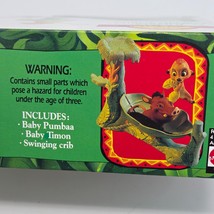 WARNING:
Contains small parts which
pose a hazard for children
under the age of three.
INCLUDES:
· Baby Pumbaa
· Baby Timon
· Swinging crib